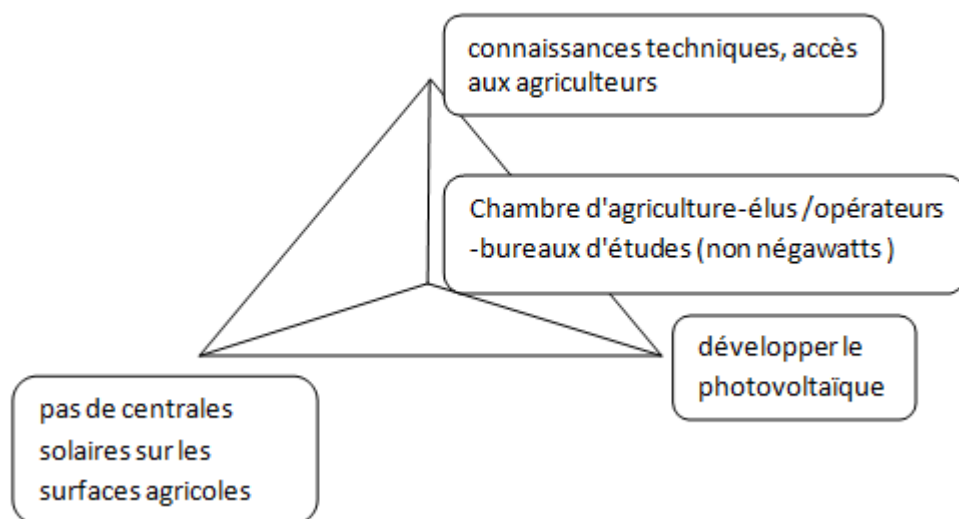 connaissances techniques, accès
aux agriculteurs
Chambre d'agriculture-élus /opérateurs
-bureaux d'études ( non négawatts )
développer le
photovoltaïque
pas de centrales
solaires sur les
surfaces agricoles